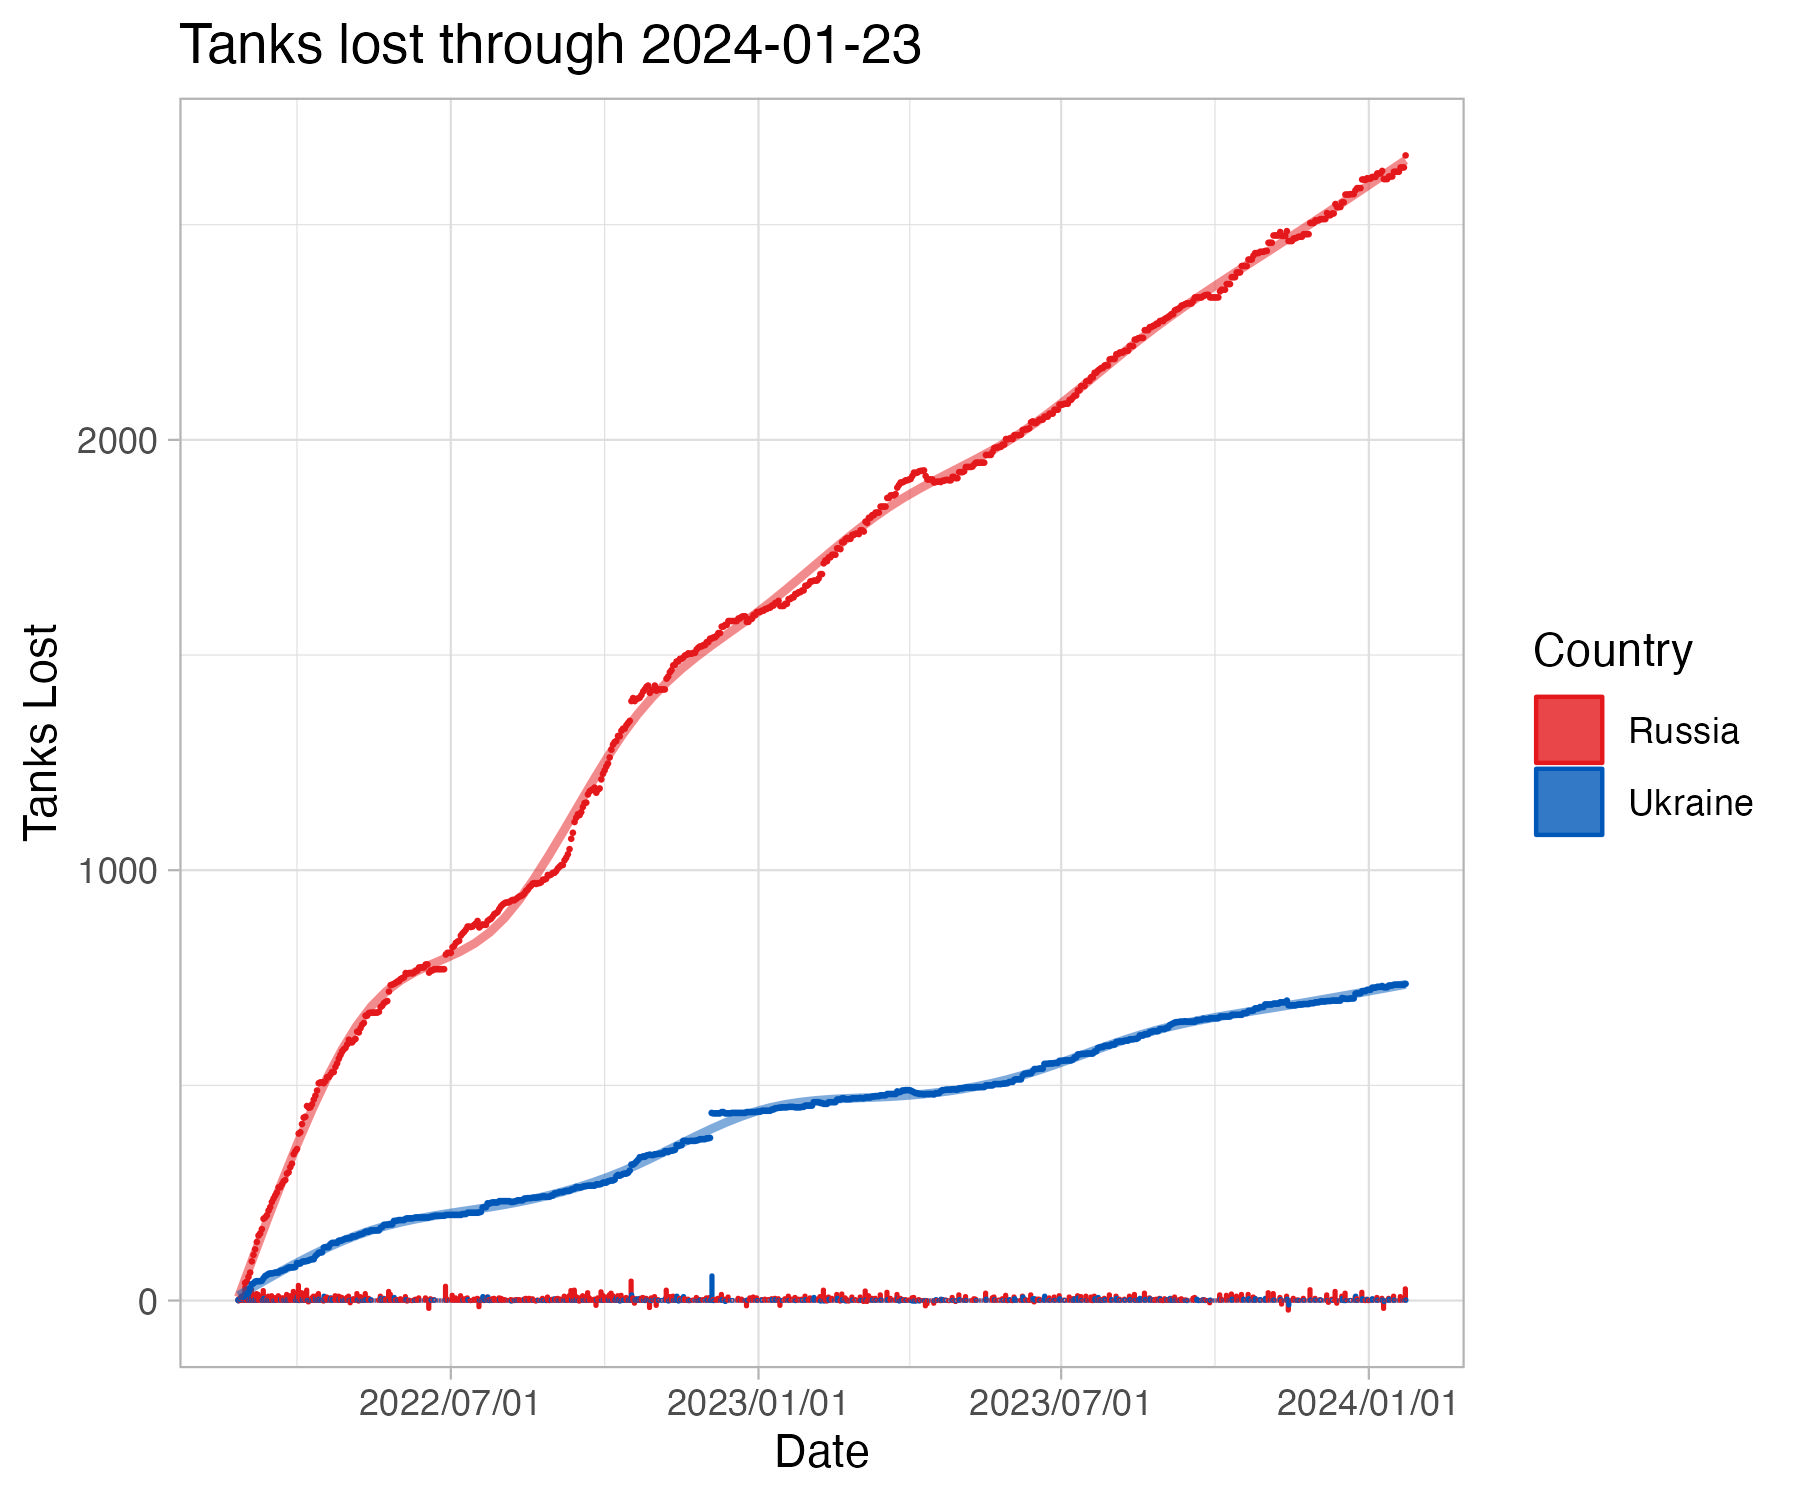 Tanks lost through 2024-01-23
Tanks Lost
2000
1000
0
2022/07/01
2023/01/01
2023/07/01
2024/01/01
Date
Country
Russia
Ukraine